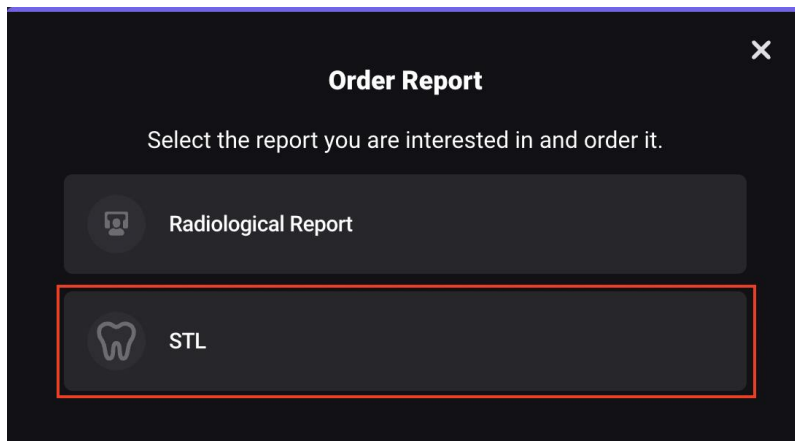 Order Report
Select the report you are interested in and order it.
Radiological Report
STL